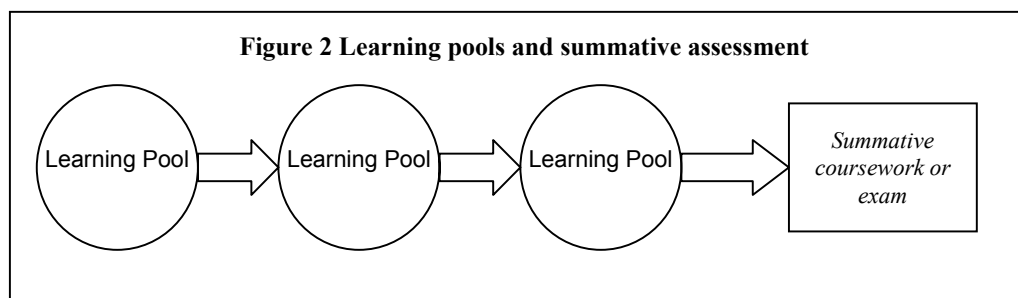 Figure 2 Learning pools and summative assessment
Learning Pool
Learning Pool
Learning Pool
Summative
coursework or
exam